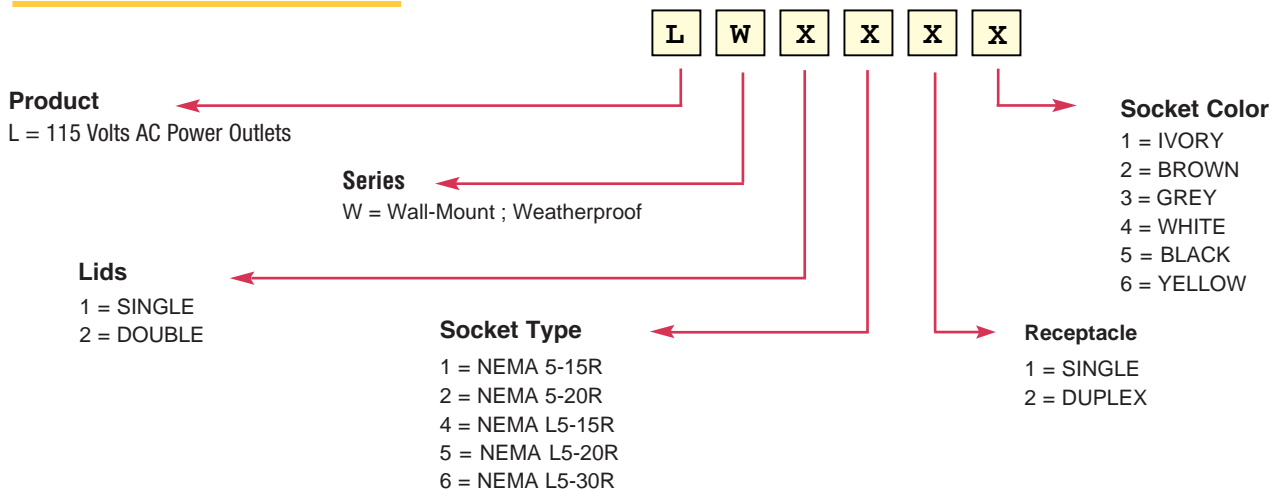 L W X X X X
Product
L = 115 Volts AC Power Outlets
Series
W = Wall-Mount ; Weatherproof
Lids
1 = SINGLE
2 = DOUBLE
Socket Type
1 = NEMA 5-15R
2 = NEMA 5-20R
4 = NEMA L5-15R
5 = NEMA L5-20R
6 = NEMA L5-30R
Receptacle
1 = SINGLE
2 = DUPLEX
Socket Color
1 = IVORY
2 = BROWN
3 = GREY
4 = WHITE
5 = BLACK
6 = YELLOW